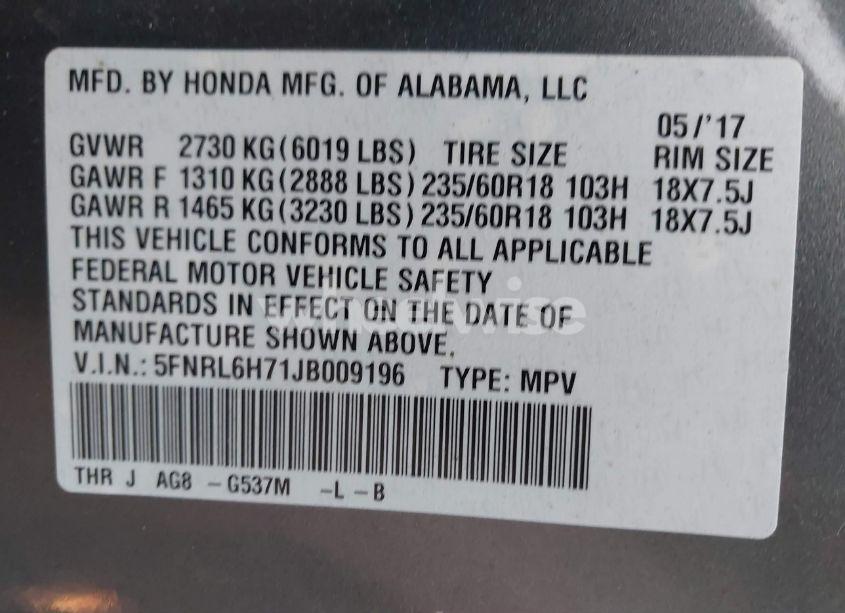 MFD. BY HONDA MFG. OF ALABAMA, LLC
05/'17
GVWR 2730 KG(6019 LBS) TIRE SIZE RIM SIZE
GAWR F 1310 KG(2888 LBS) 235/60R18 103H 18X7.5J
GAWR R 1465 KG(3230 LBS) 235/60R18 103H 18X7.5J
THIS VEHICLE CONFORMS TO ALL APPLICABLE
FEDERAL MOTOR VEHICLE SAFETY
STANDARDS IN EFFECT ON THE DATE OF
MANUFACTURE SHOWN ABOVE.
V.I.N.: 5FNRL6H71JB009196 TYPE: MPV
THR J AG8 -G537M -L -B